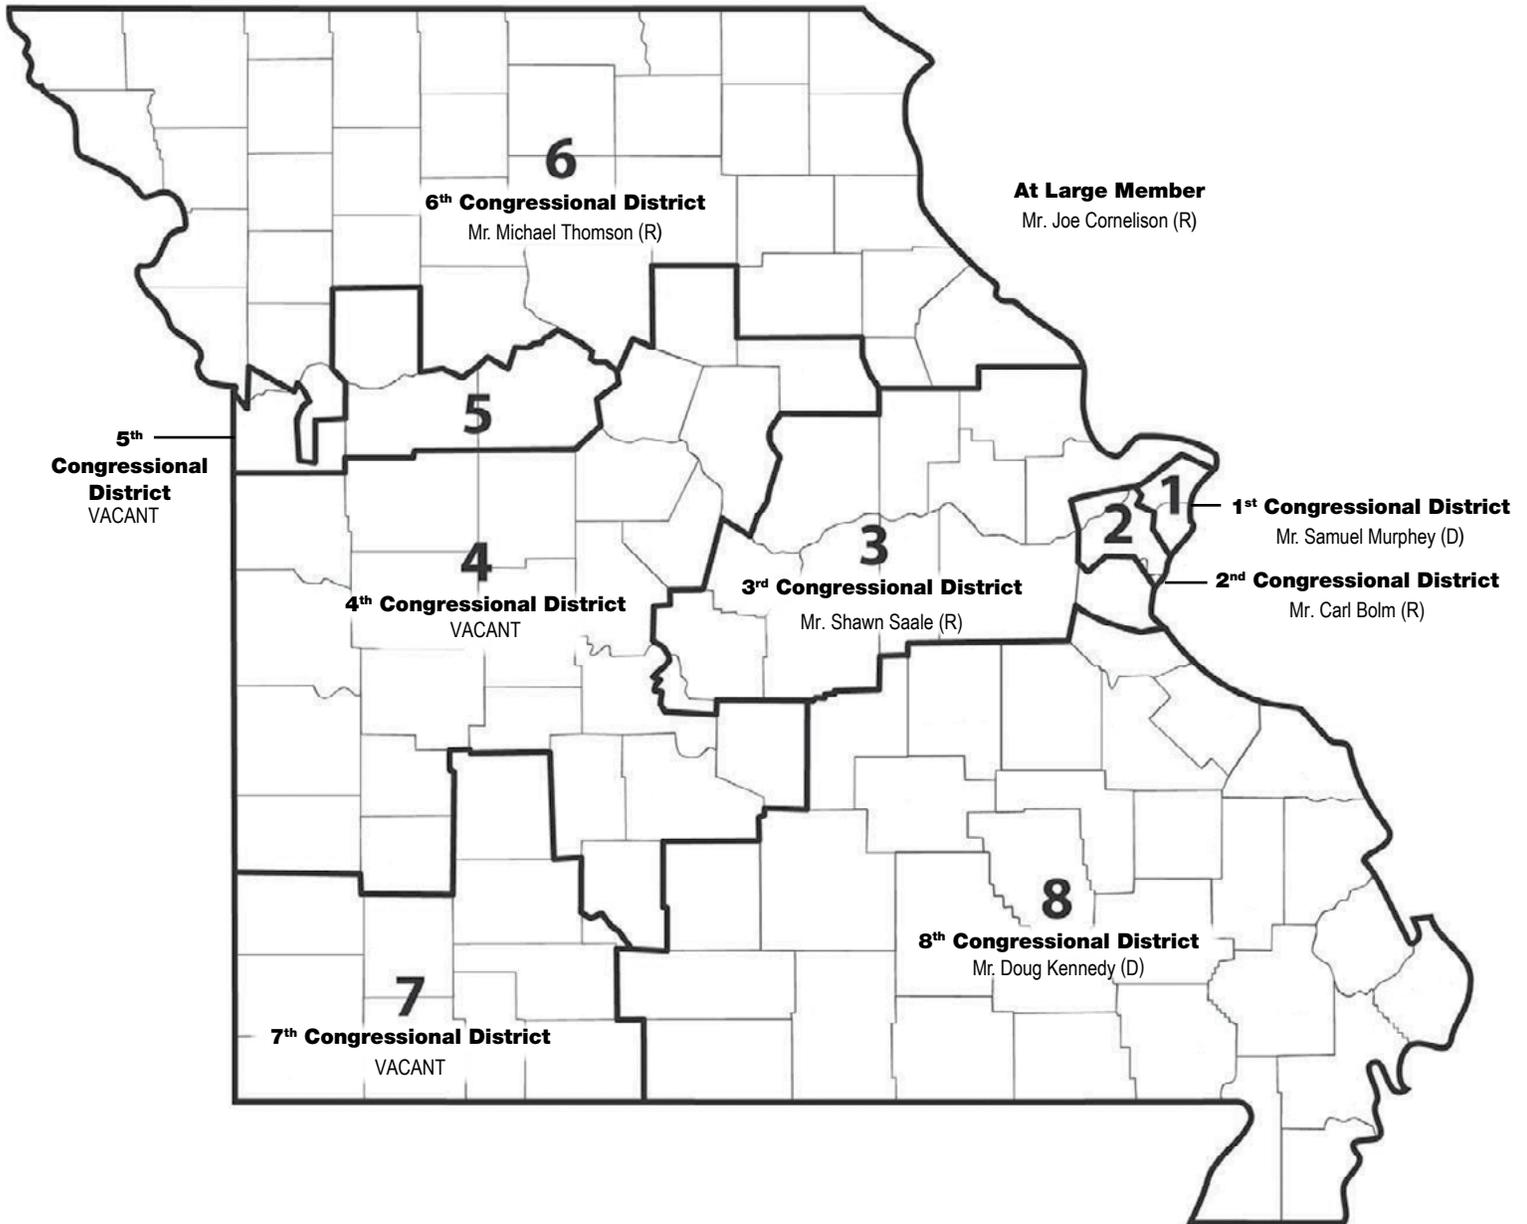 6
6th Congressional District
Mr. Michael Thomson (R)
At Large Member
Mr. Joe Cornelison (R)
5
5th
Congressional
District
VACANT
4
4th Congressional District
VACANT
3
3rd Congressional District
Mr. Shawn Saale (R)
1
2
1st Congressional District
Mr. Samuel Murphey (D)
2nd Congressional District
Mr. Carl Bolm (R)
8
8th Congressional District
Mr. Doug Kennedy (D)
7
7th Congressional District
VACANT